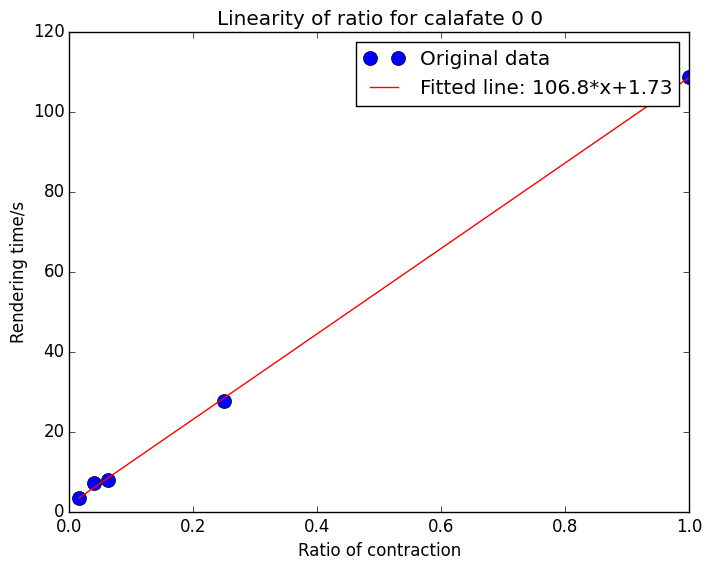 Linearity of ratio for calafate 0 0
120
100
80
60
40
20
0
Rendering time/s
Original data
Fitted line: 106.8*x+1.73
0.0 0.2 0.4 0.6 0.8 1.0
Ratio of contraction